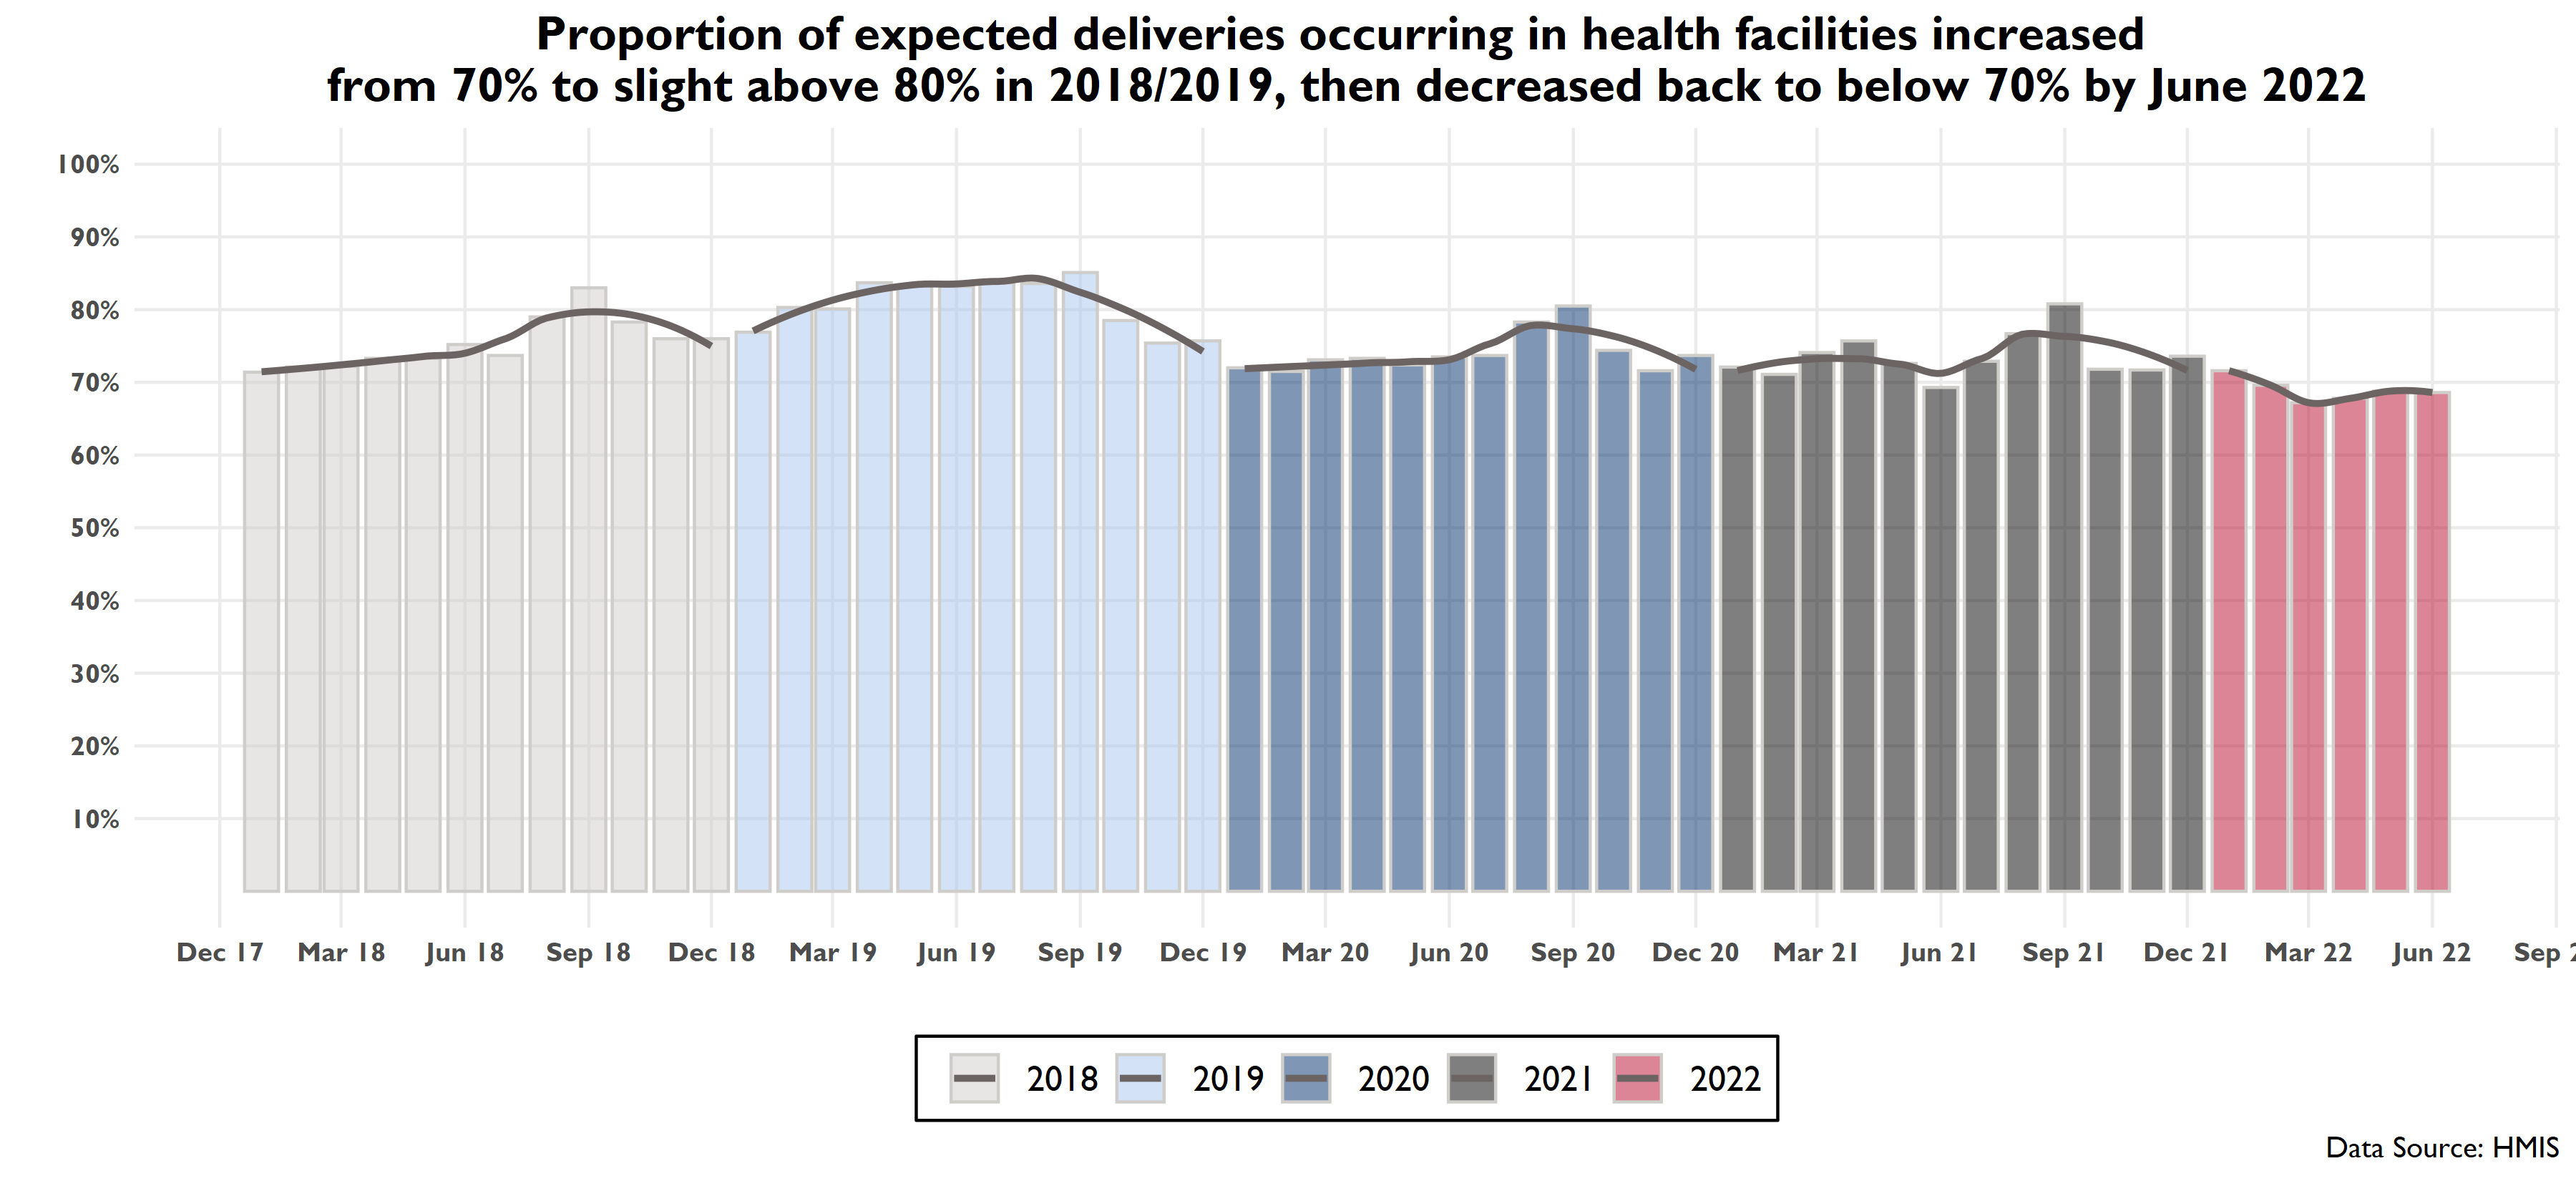 Proportion of expected deliveries occurring in health facilities increased
from 70% to slight above 80% in 2018/2019, then decreased back to below 70% by June 2022
100%
90%
80%
70%
60%
50%
40%
30%
20%
10%
Dec 17 Mar 18 Jun 18 Sep 18 Dec 18 Mar 19 Jun 19 Sep 19 Dec 19 Mar 20 Jun 20 Sep 20 Dec 20 Mar 21 Jun 21 Sep 21 Dec 21 Mar 22 Jun 22 Sep
2018 2019 2020 2021 2022
Data Source: HMIS